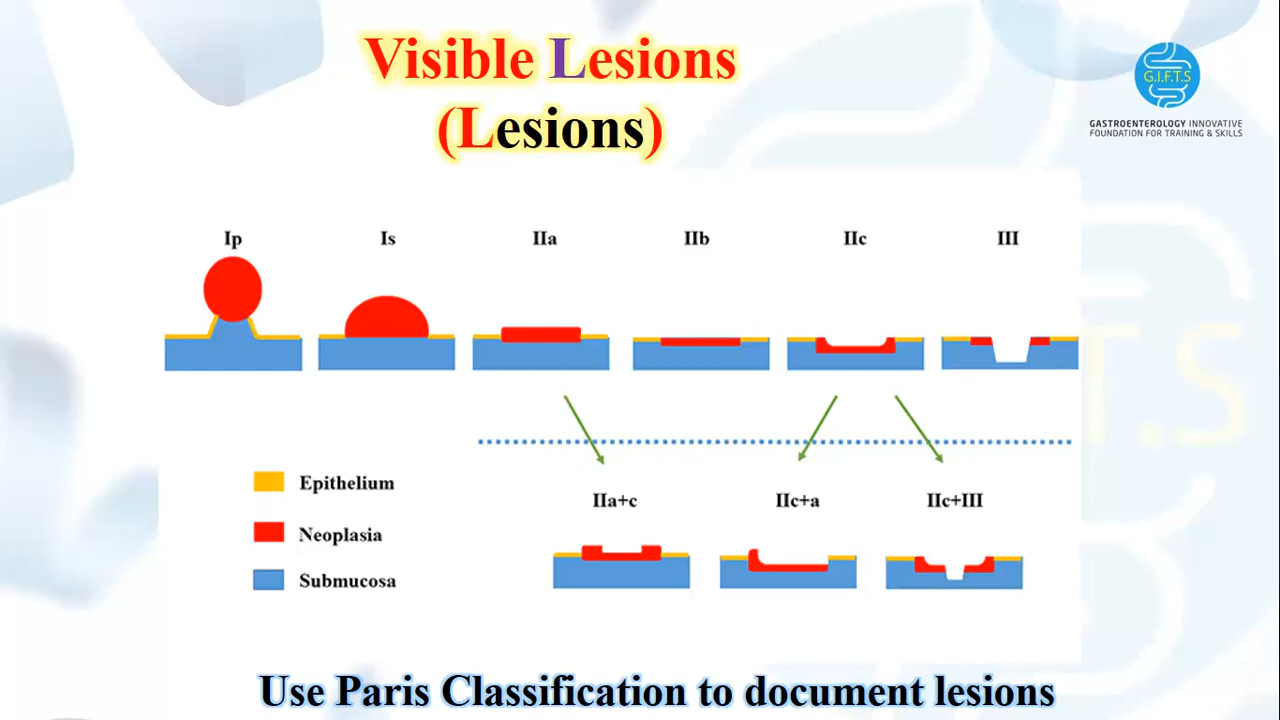 Visible Lesions
(Lesions)
G.I.F.T.S
GASTROENTEROLOGY INNOVATIVE
FOUNDATION FOR TRAINING & SKILLS
Ip Is IIa IIb IIc III
Epithelium
Neoplasia
Submucosa
IIa+c IIc+a IIc+III
T.S
Use Paris Classification to document lesions